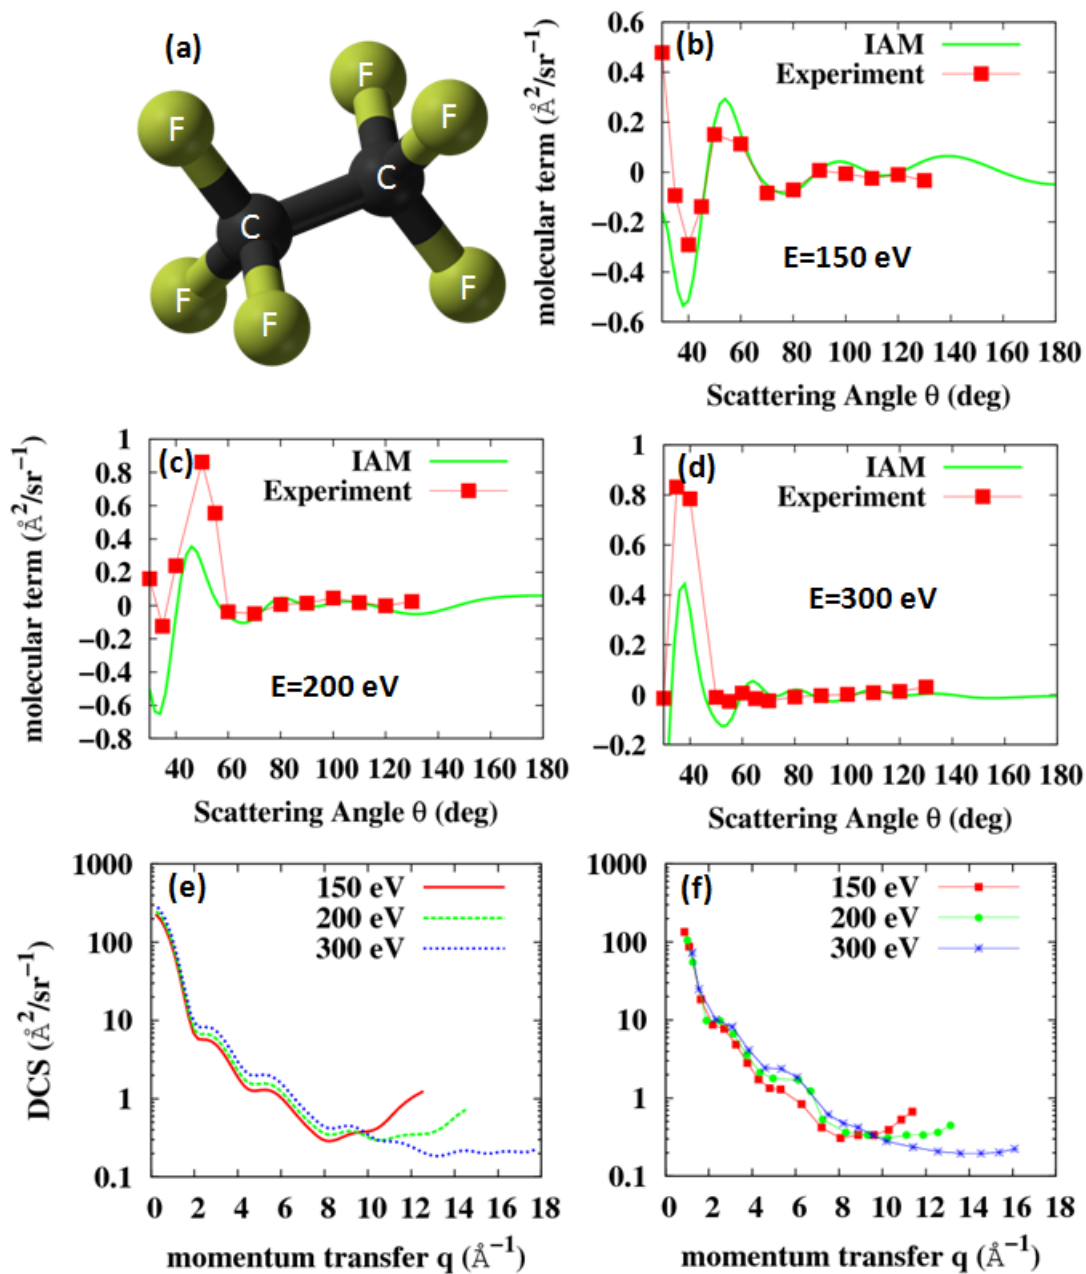 (a)
F
F
F
F
F
F
C
C
(b)
IAM
Experiment
E=150 eV
molecular term (Å²/sr⁻¹)
0.6
0.4
0.2
0
−0.2
−0.4
−0.6
40 60 80 100 120 140 160 180
Scattering Angle θ (deg)
(c)
IAM
Experiment
E=200 eV
molecular term (Å²/sr⁻¹)
1
0.8
0.6
0.4
0.2
0
−0.2
−0.4
−0.6
−0.8
40 60 80 100 120 140 160 180
Scattering Angle θ (deg)
(d)
IAM
Experiment
E=300 eV
1
0.8
0.6
0.4
0.2
0
−0.2
40 60 80 100 120 140 160 180
Scattering Angle θ (deg)
(e)
150 eV
200 eV
300 eV
DCS (Å²/sr⁻¹)
1000
100
10
1
0.1
0 2 4 6 8 10 12 14 16 18
momentum transfer q (Å⁻¹)
(f)
150 eV
200 eV
300 eV
1000
100
10
1
0.1
0 2 4 6 8 10 12 14 16 18
momentum transfer q (Å⁻¹)